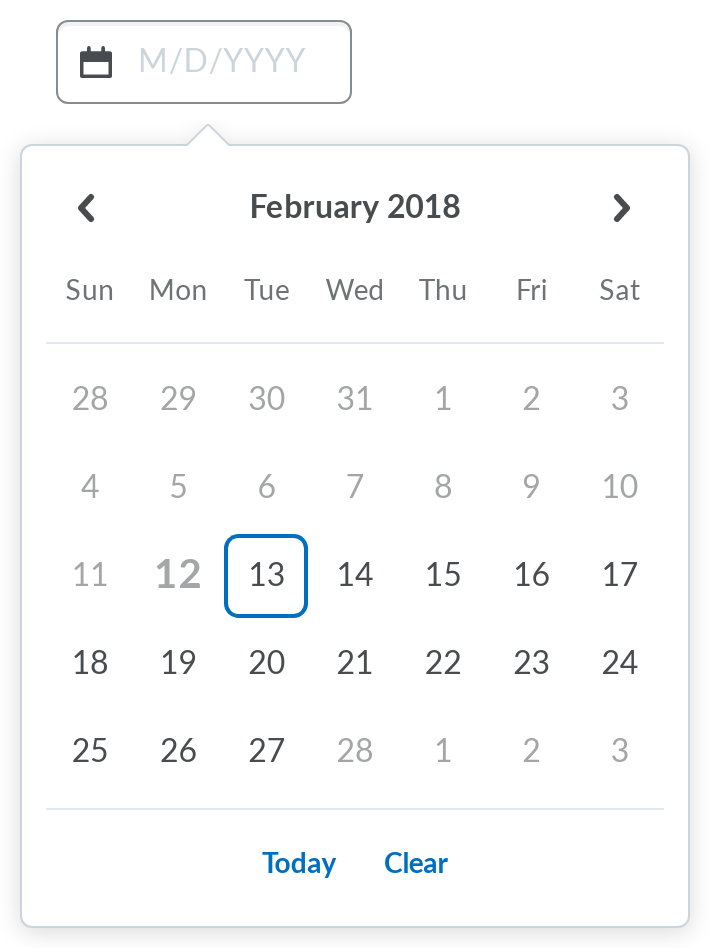 M/D/YYYY
February 2018
Sun Mon Tue Wed Thu Fri Sat
28 29 30 31 1 2 3
4 5 6 7 8 9 10
11 12 13 14 15 16 17
18 19 20 21 22 23 24
25 26 27 28 1 2 3
Today Clear